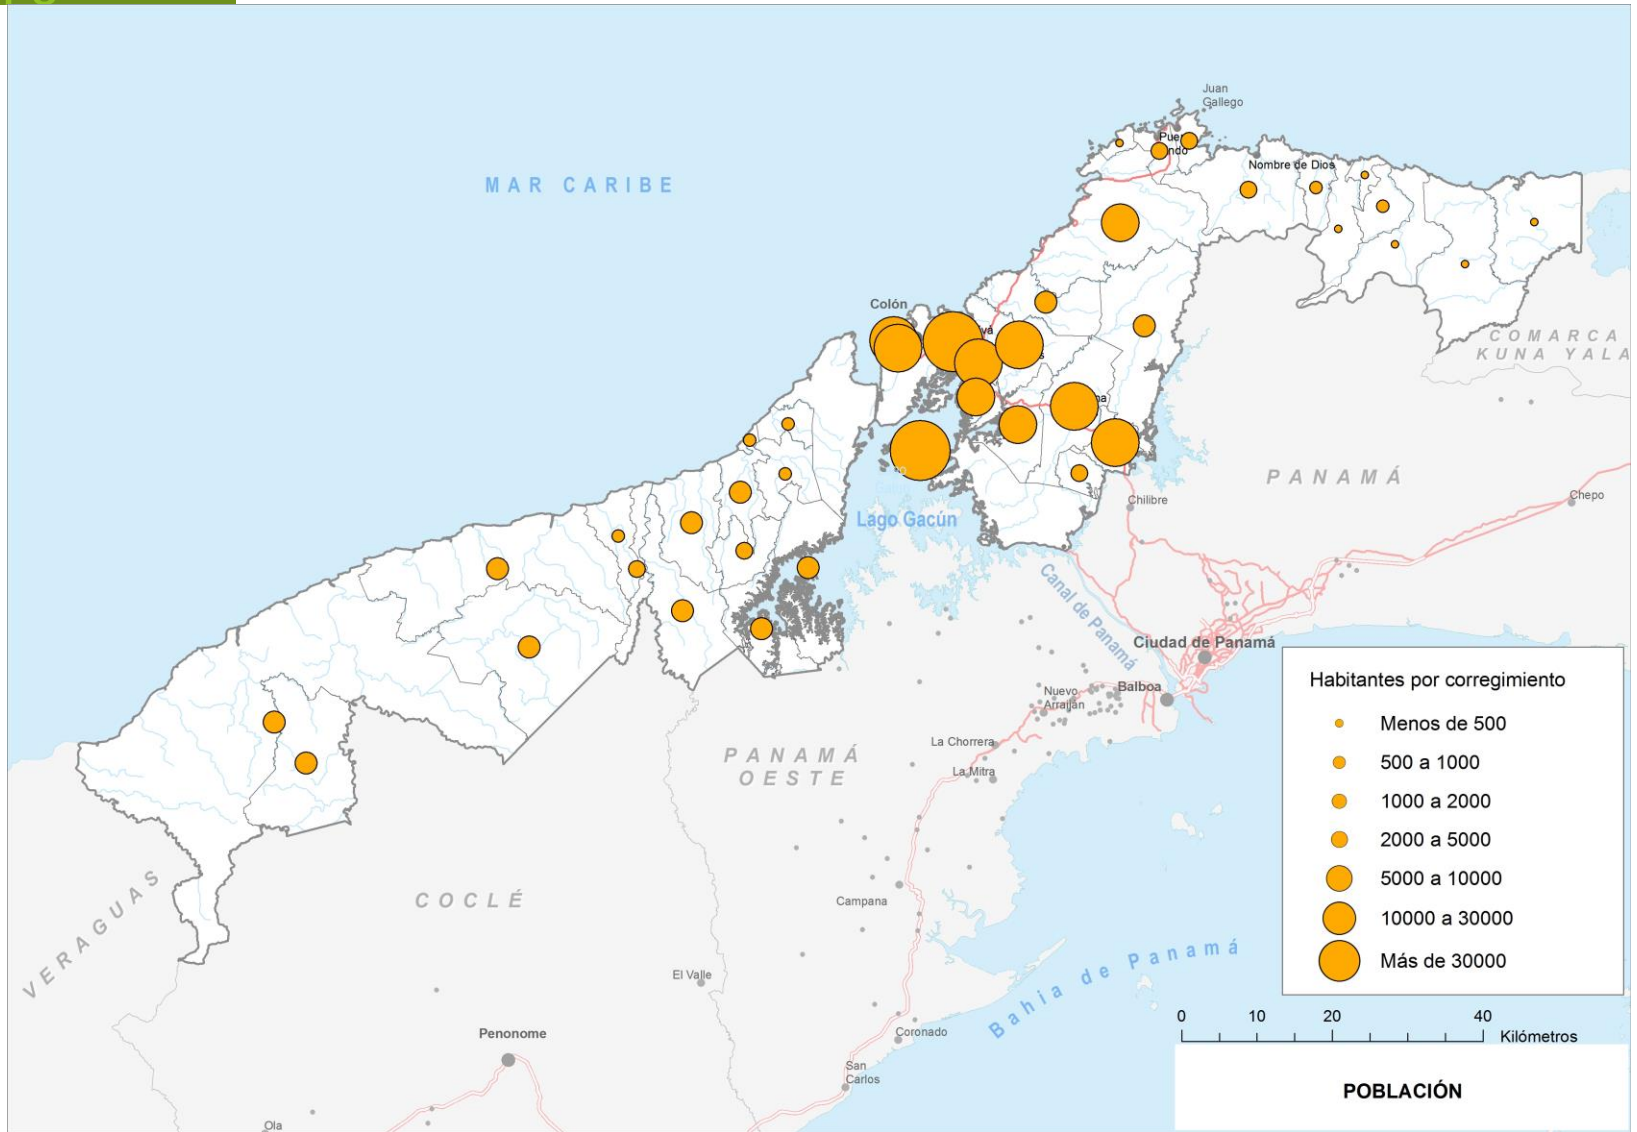 Juan
Gallego
Nombre de Dios
MAR CARIBE
Colón
COMARCA
KUNA YALA
PANAMÁ
Chilibre
Chepo
Lago Gacún
Canal de Panamá
Ciudad de Panamá
Balboa
Nuevo
Arraijan
La Chorrera
La Mitra
PANAMÁ
OESTE
Campana
COCLÉ
VERAGUAS
El Valle
Bahia de Panamá
Penonome
Coronado
San
Carlos
Ola
Habitantes por corregimiento
Menos de 500
500 a 1000
1000 a 2000
2000 a 5000
5000 a 10000
10000 a 30000
Más de 30000
0 10 20 40
Kilómetros
POBLACIÓN